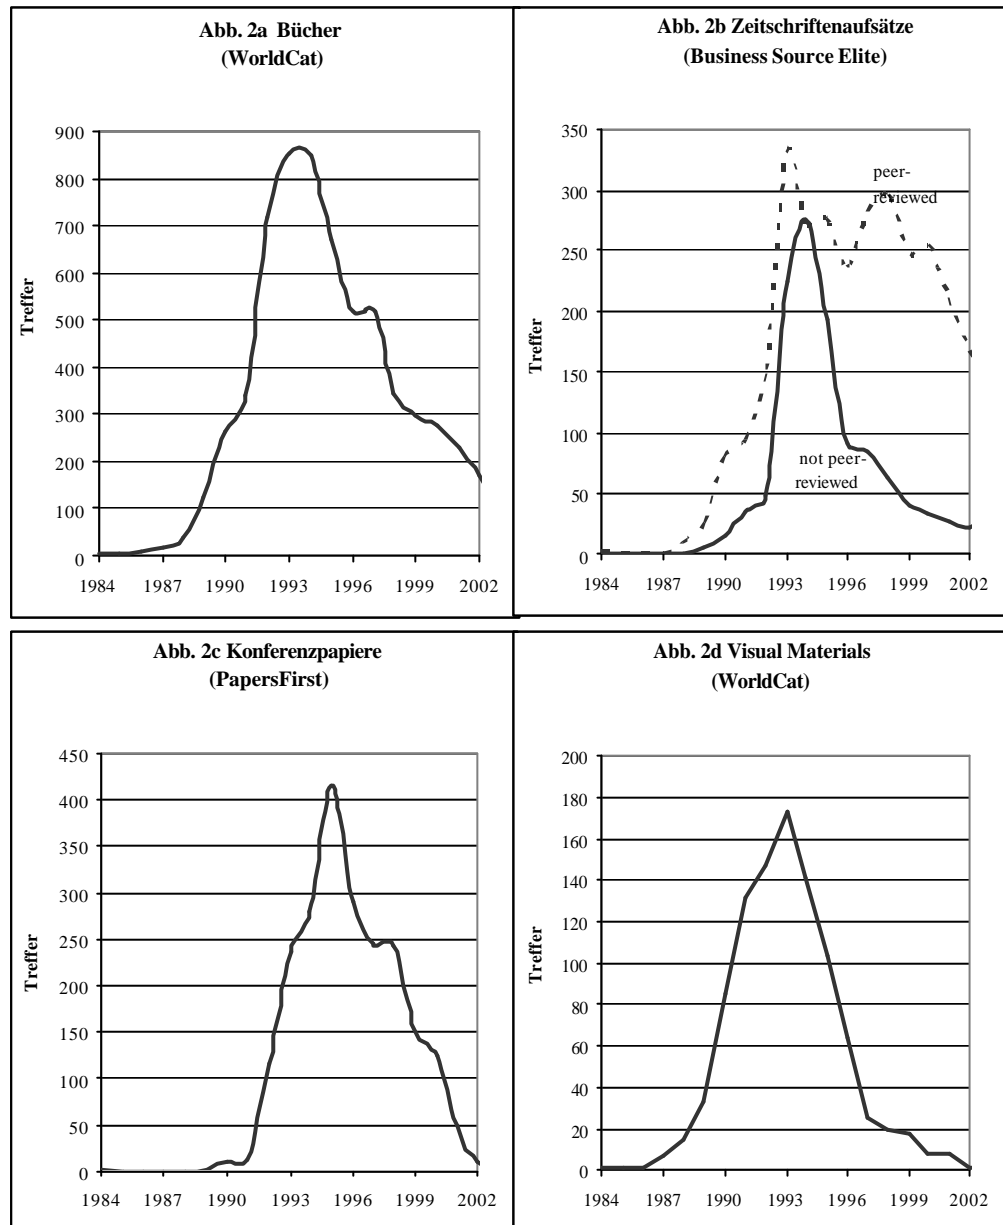 Abb. 2a Bücher
(WorldCat)
900
800
700
600
500
400
300
200
100
0
Treffer
1984 1987 1990 1993 1996 1999 2002
Abb. 2b Zeitschriftenaufsätze
(Business Source Elite)
350
300
250
200
150
100
50
0
Treffer
peer-
reviewed
not peer-
reviewed
1984 1987 1990 1993 1996 1999 2002
Abb. 2c Konferenzpapiere
(PapersFirst)
450
400
350
300
250
200
150
100
50
0
Treffer
1984 1987 1990 1993 1996 1999 2002
Abb. 2d Visual Materials
(WorldCat)
200
180
160
140
120
100
80
60
40
20
0
Treffer
1984 1987 1990 1993 1996 1999 2002